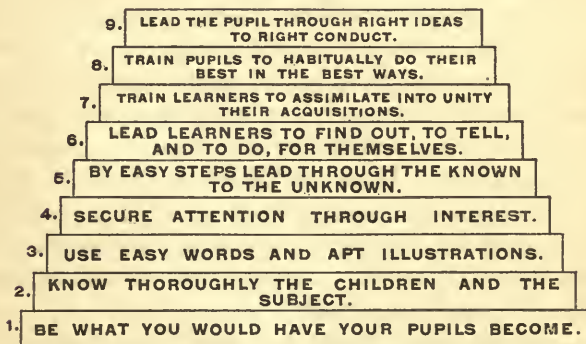 9. LEAD THE PUPIL THROUGH RIGHT IDEAS
TO RIGHT CONDUCT.
8. TRAIN PUPILS TO HABITUALLY DO THEIR
BEST IN THE BEST WAYS.
7. TRAIN LEARNERS TO ASSIMILATE INTO UNITY
THEIR ACQUISITIONS.
6. LEAD LEARNERS TO FIND OUT, TO TELL,
AND TO DO, FOR THEMSELVES.
5. BY EASY STEPS LEAD THROUGH THE KNOWN
TO THE UNKNOWN.
4. SECURE ATTENTION THROUGH INTEREST.
3. USE EASY WORDS AND APT ILLUSTRATIONS.
2. KNOW THOROUGHLY THE CHILDREN AND THE
SUBJECT.
1. BE WHAT YOU WOULD HAVE YOUR PUPILS BECOME.